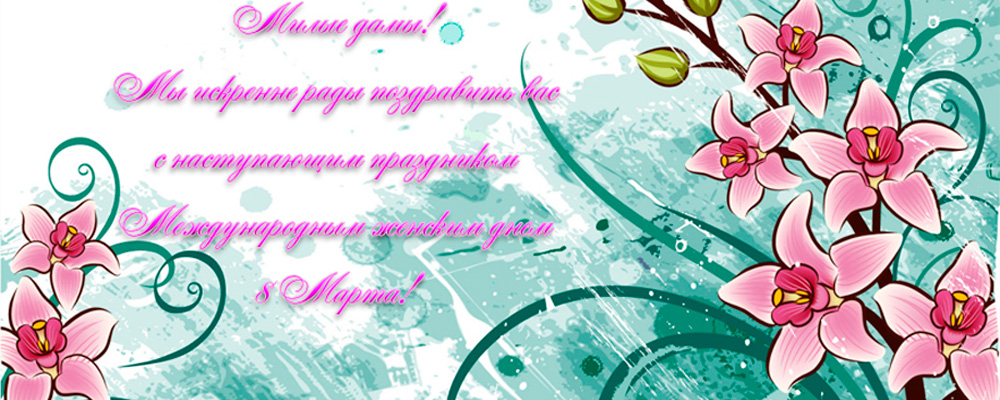 Милые дамы!
Мы искренне рады поздравить вас
с наступающим праздником
Международным женским днем
8 Марта!